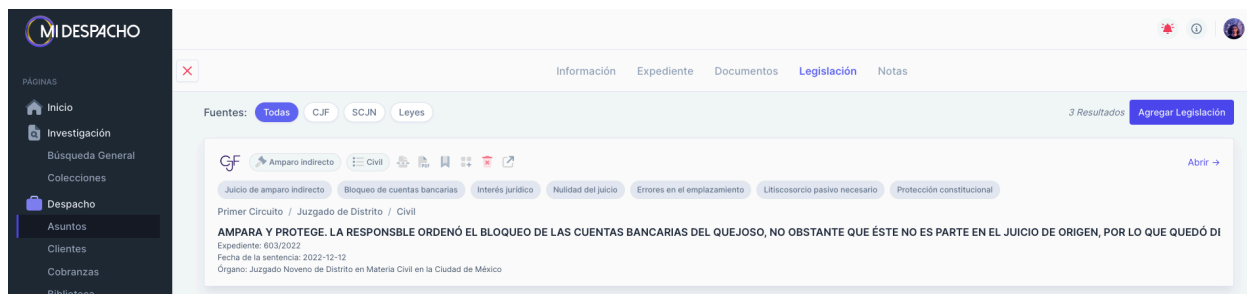 MI DESPACHO
PÁGINAS
Inicio
Investigación
Búsqueda General
Colecciones
Despacho
Asuntos
Clientes
Cobranzas
Biblioteca
Información Expediente Documentos Legislación Notas
Fuentes: Todas CJF SCJN Leyes 3 Resultados Agregar Legislación
CJF Amparo indirecto Civil PDF Abrir →
Juicio de amparo indirecto Bloqueo de cuentas bancarias Interés jurídico Nulidad del juicio Errores en el emplazamiento Litiscosorcio pasivo necesario Protección constitucional
Primer Circuito / Juzgado de Distrito / Civil
AMPARA Y PROTEGE. LA RESPONSBLE ORDENÓ EL BLOQUEO DE LAS CUENTAS BANCARIAS DEL QUEJOSO, NO OBSTANTE QUE ÉSTE NO ES PARTE EN EL JUICIO DE ORIGEN, POR LO QUE QUEDÓ
Expediente: 603/2022
Fecha de la sentencia: 2022-12-12
Órgano: Juzgado Noveno de Distrito en Materia Civil en la Ciudad de México